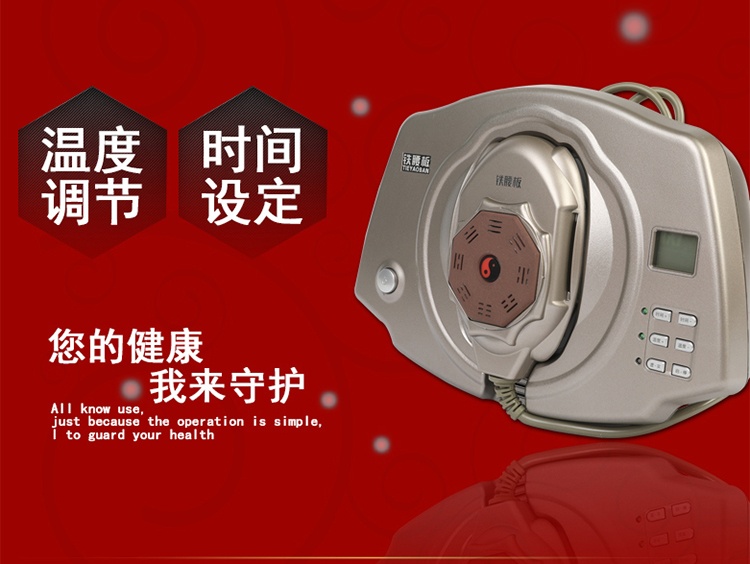 温度
调节
时间
设定
铁腰板
TIEYAOBAN
铁腰板
您的健康
我来守护
All know use,
just because the operation is simple,
I to guard your health